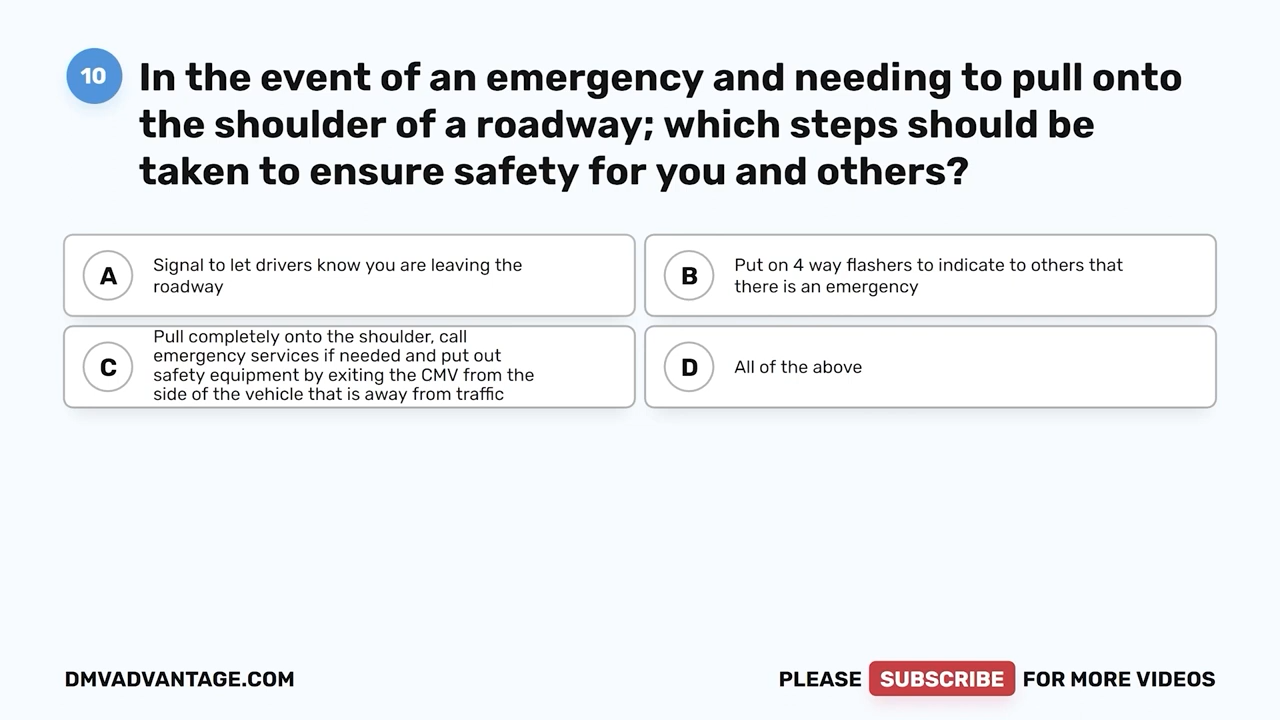 10
In the event of an emergency and needing to pull onto
the shoulder of a roadway; which steps should be
taken to ensure safety for you and others?
A
Signal to let drivers know you are leaving the
roadway
B
Put on 4 way flashers to indicate to others that
there is an emergency
C
Pull completely onto the shoulder, call
emergency services if needed and put out
safety equipment by exiting the CMV from the
side of the vehicle that is away from traffic
D
All of the above
DMVADVANTAGE.COM
PLEASE SUBSCRIBE FOR MORE VIDEOS